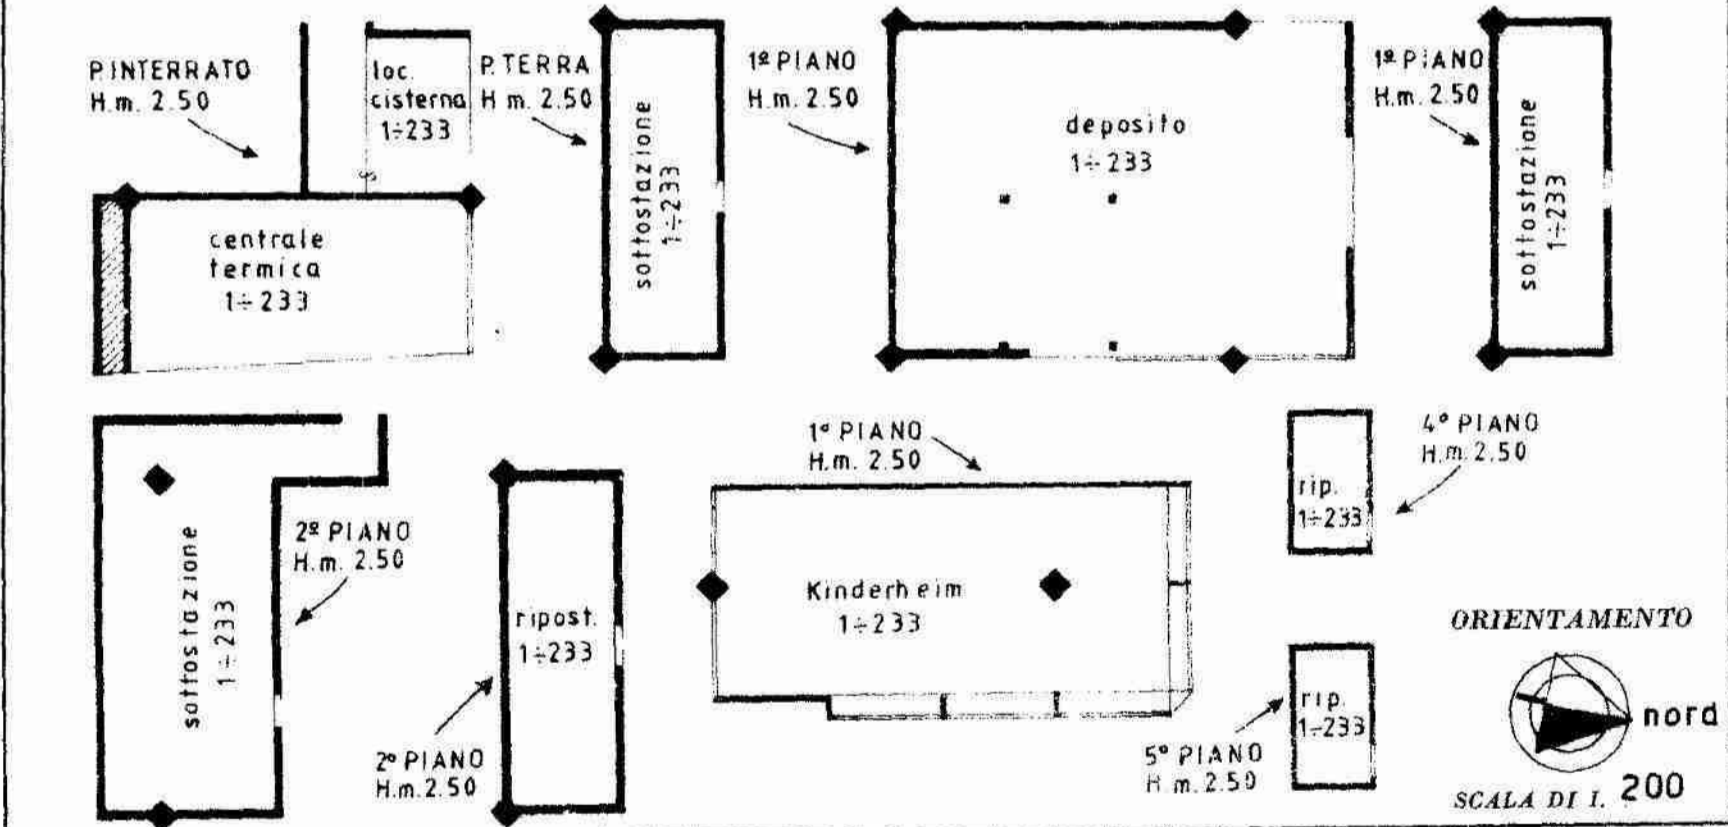 P. INTERRATO
H.m. 2.50
loc.
cisterna
1÷233
P. TERRA
H m. 2.50
sottostazione
1÷233
1º PIANO
H.m. 2.50
deposito
1÷233
1º PIANO
H.m. 2.50
sottostazione
1÷233
centrale
termica
1÷233
sottostazione
1÷233
2º PIANO
H.m. 2.50
2º PIANO
H.m. 2.50
ripost.
1÷233
1º PIANO
H.m. 2.50
Kinderheim
1÷233
rip.
1÷233
4º PIANO
H.m. 2.50
rip.
1÷233
5º PIANO
H m. 2.50
ORIENTAMENTO
nord
SCALA DI I. 200